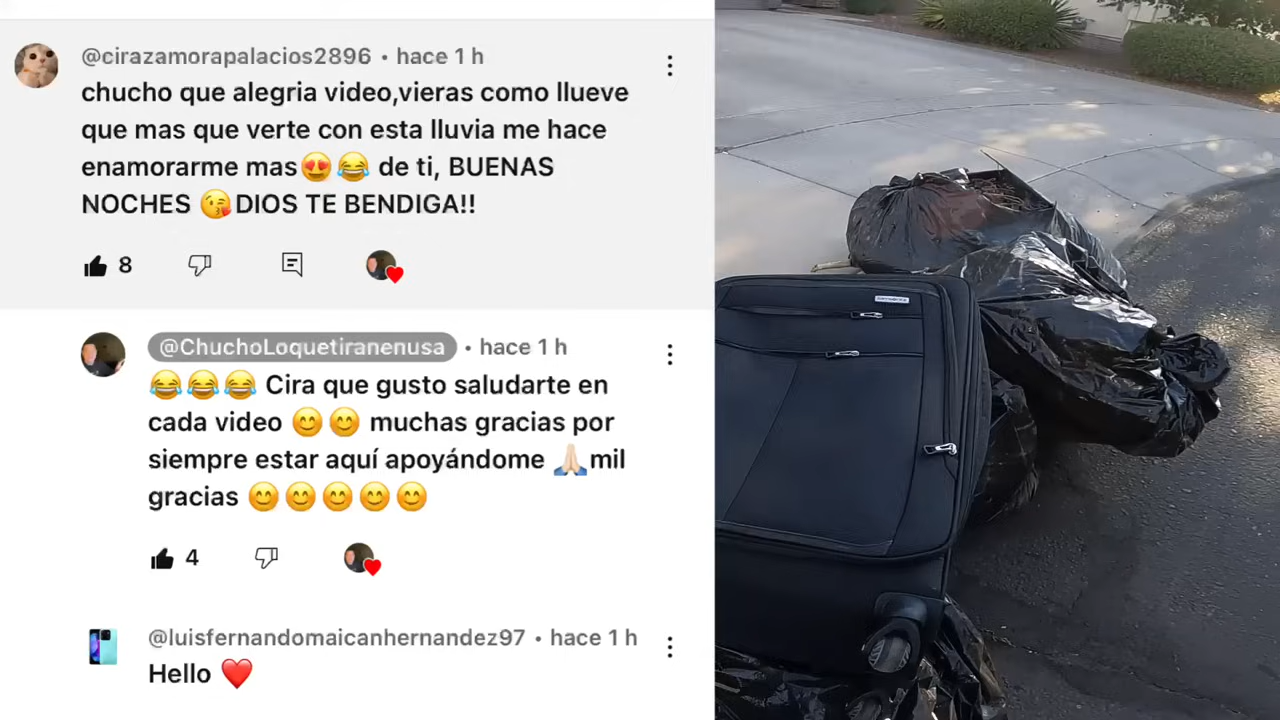 @cirazamorapalacios2896 • hace 1 h
chucho que alegria video,vieras como llueve
que mas que verte con esta lluvia me hace
enamorarme mas😍😂 de ti, BUENAS
NOCHES 😘DIOS TE BENDIGA!!
8
@ChuchoLoquetiranenusa • hace 1 h
😂😂😂 Cira que gusto saludarte en
cada video 😊😊 muchas gracias por
siempre estar aquí apoyándome 🙏🏻mil
gracias 😊😊😊😊😊
4
@luisfernandomaicanhernandez97 • hace 1 h
Hello ❤️
Samsonite